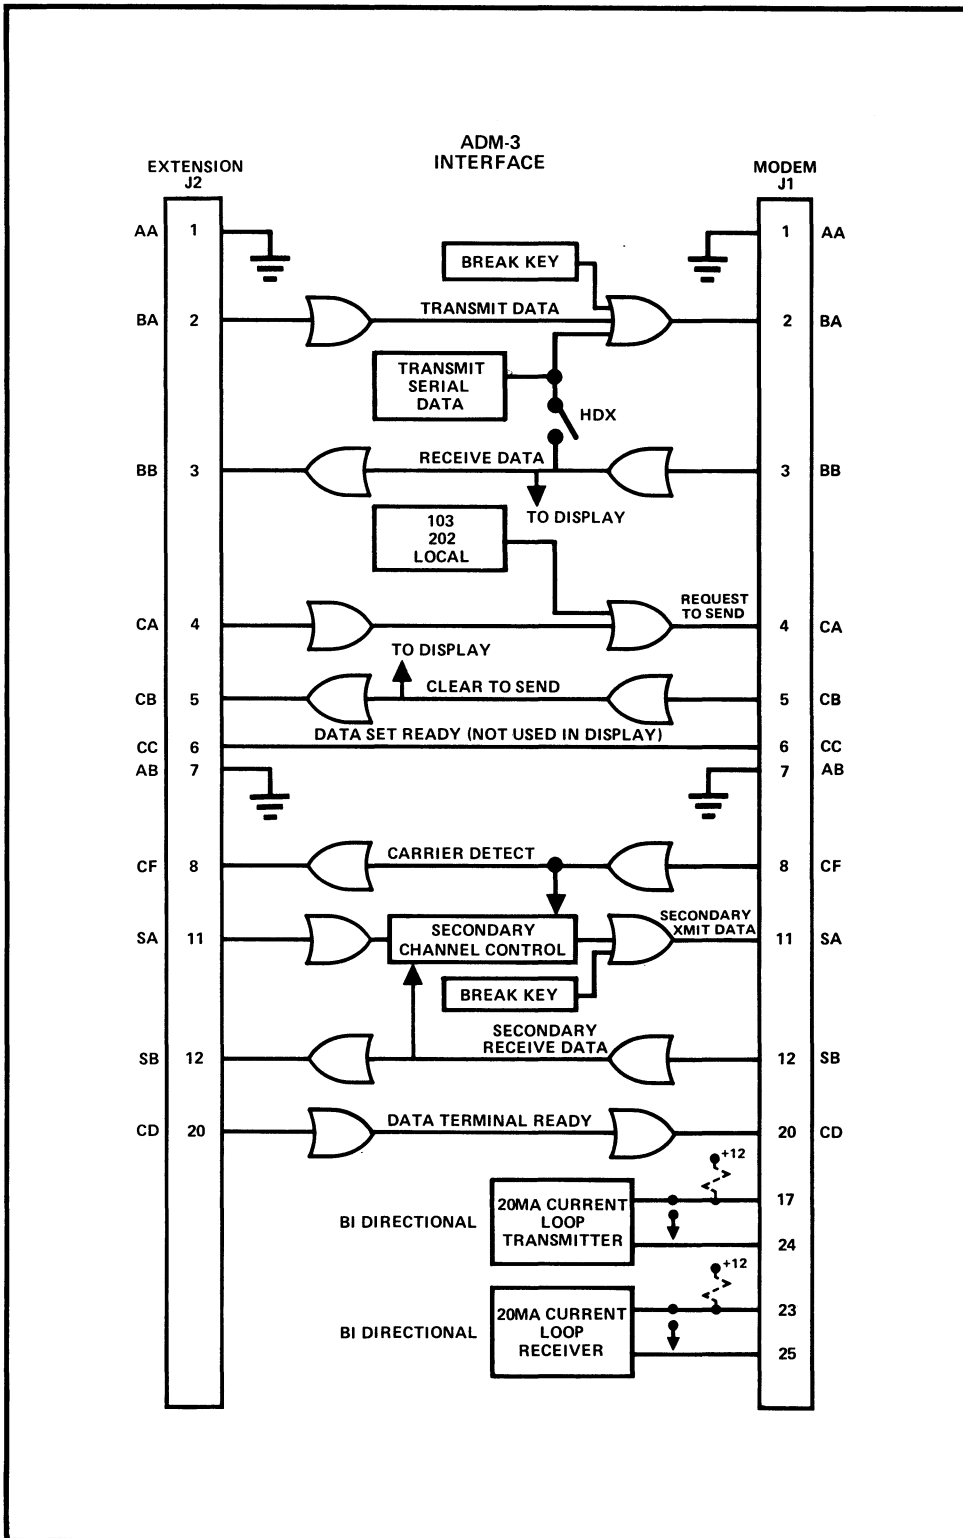 ADM-3
INTERFACE
EXTENSION
J2
MODEM
J1
AA 1
1 AA
BREAK KEY
BA 2
TRANSMIT DATA
2 BA
TRANSMIT
SERIAL
DATA
HDX
BB 3
RECEIVE DATA
3 BB
TO DISPLAY
103
202
LOCAL
REQUEST
TO SEND
CA 4
4 CA
TO DISPLAY
CB 5
CLEAR TO SEND
5 CB
DATA SET READY (NOT USED IN DISPLAY)
CC 6
6 CC
AB 7
7 AB
CF 8
CARRIER DETECT
8 CF
SECONDARY
XMIT DATA
SA 11
SECONDARY
CHANNEL CONTROL
11 SA
BREAK KEY
SECONDARY
RECEIVE DATA
SB 12
12 SB
CD 20
DATA TERMINAL READY
20 CD
+12
BI DIRECTIONAL
20MA CURRENT
LOOP
TRANSMITTER
17
24
+12
BI DIRECTIONAL
20MA CURRENT
LOOP
RECEIVER
23
25